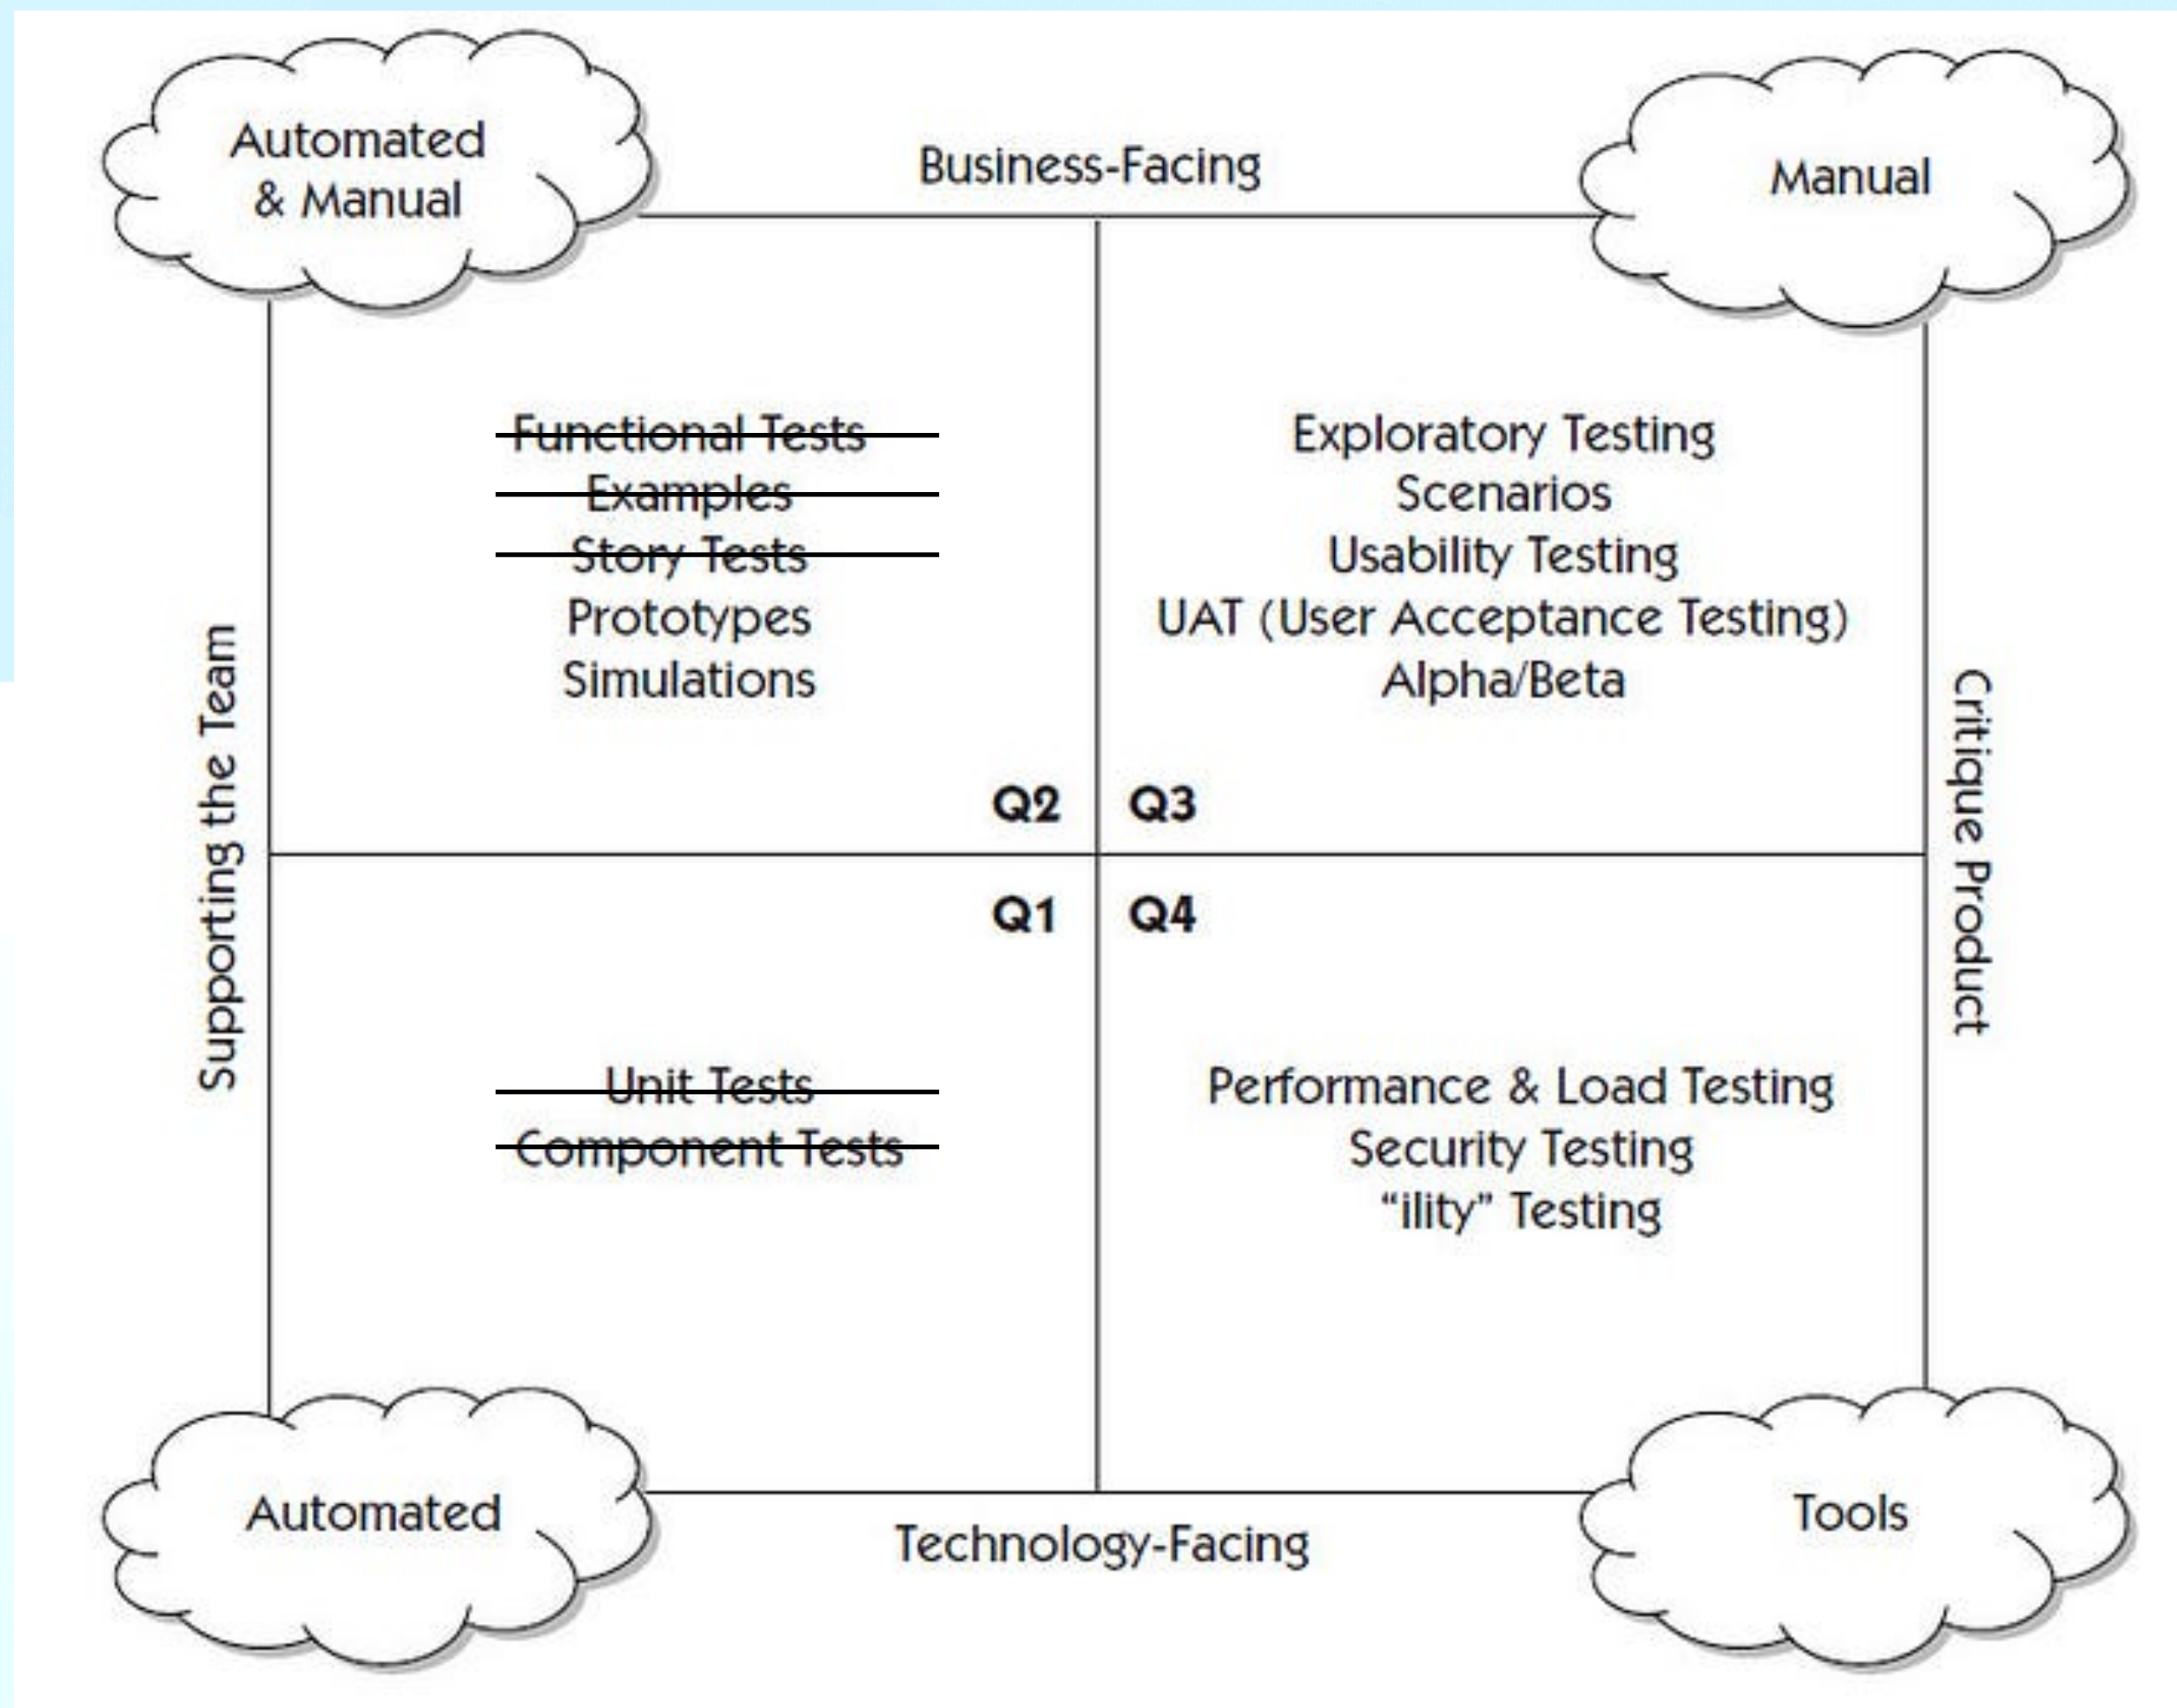 Automated
& Manual
Business-Facing
Manual
Functional Tests
Examples
Story Tests
Prototypes
Simulations
Exploratory Testing
Scenarios
Usability Testing
UAT (User Acceptance Testing)
Alpha/Beta
Supporting the Team
Critique Product
Q2
Q3
Q1
Q4
Unit Tests
Component Tests
Performance & Load Testing
Security Testing
“ility” Testing
Automated
Technology-Facing
Tools